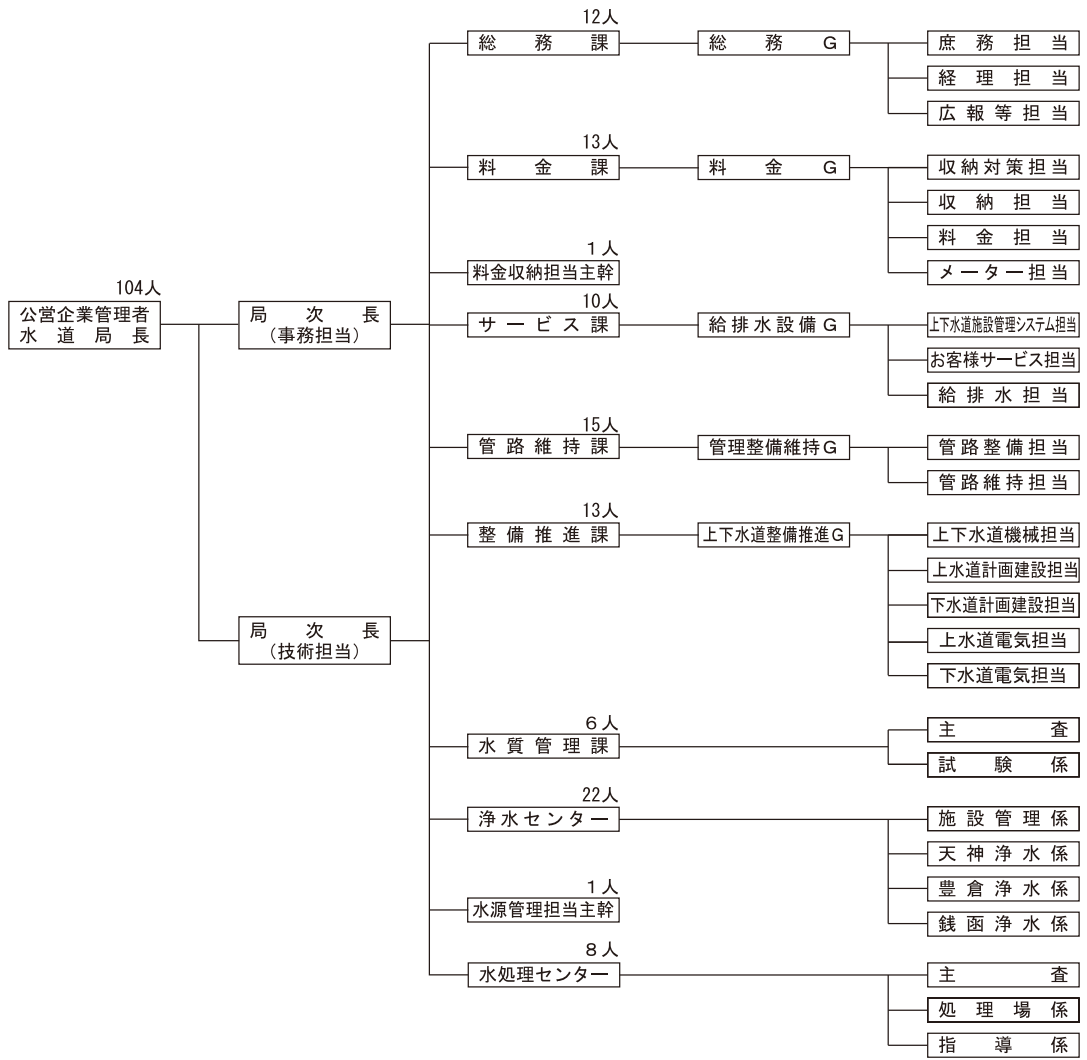 104人
公営企業管理者
水道局長
局次長
（事務担当）
局次長
（技術担当）
12人
総務課
総務G
庶務担当
経理担当
広報等担当
13人
料金課
料金G
収納対策担当
収納担当
料金担当
メーター担当
1人
料金収納担当主幹
10人
サービス課
給排水設備G
上下水道施設管理システム担当
お客様サービス担当
給排水担当
15人
管路維持課
管理整備維持G
管路整備担当
管路維持担当
13人
整備推進課
上下水道整備推進G
上下水道機械担当
上水道計画建設担当
下水道計画建設担当
上水道電気担当
下水道電気担当
6人
水質管理課
主査
試験係
22人
浄水センター
施設管理係
天神浄水係
豊倉浄水係
銭函浄水係
1人
水源管理担当主幹
8人
水処理センター
主査
処理場係
指導係